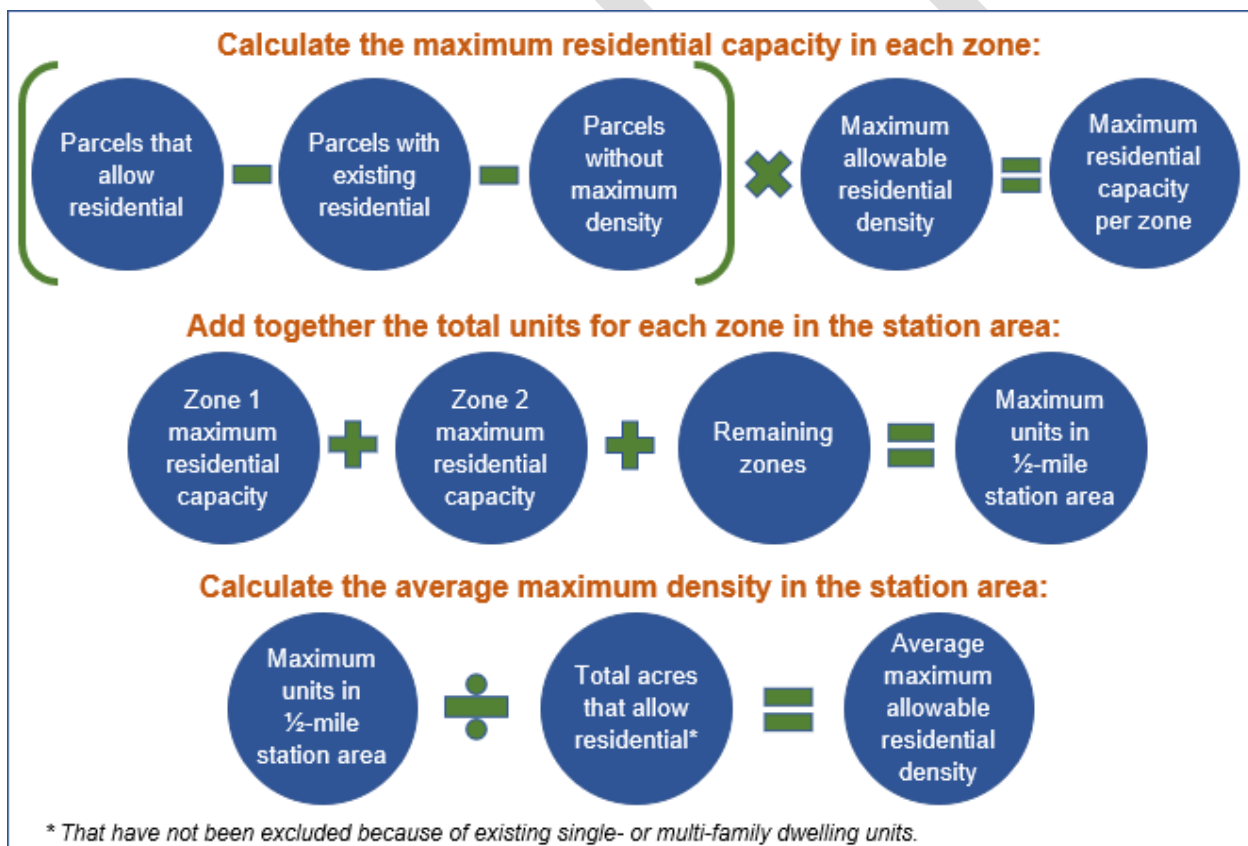 Calculate the maximum residential capacity in each zone:
Parcels that
allow
residential
Parcels with
existing
residential
Parcels
without
maximum
density
Maximum
allowable
residential
density
Maximum
residential
capacity
per zone
Add together the total units for each zone in the station area:
Zone 1
maximum
residential
capacity
Zone 2
maximum
residential
capacity
Remaining
zones
Maximum
units in
½-mile
station area
Calculate the average maximum density in the station area:
Maximum
units in
½-mile
station area
Total acres
that allow
residential*
Average
maximum
allowable
residential
density
* That have not been excluded because of existing single- or multi-family dwelling units.